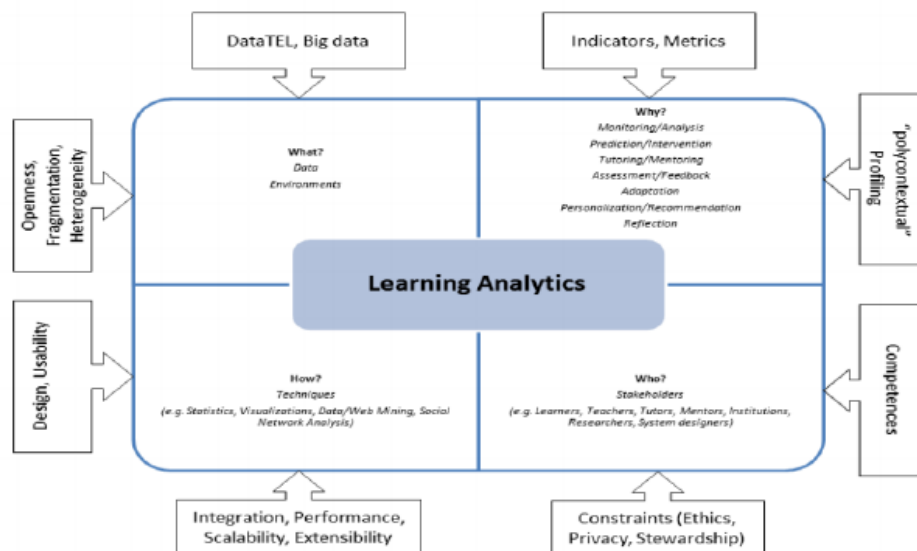 DataTEL, Big data
Indicators, Metrics
Openness,
Fragmentation,
Heterogeneity
What?
Data
Environments
Why?
Monitoring/Analysis
Prediction/Intervention
Tutoring/Mentoring
Assessment/Feedback
Adaptation
Personalization/Recommendation
Reflection
"polycontextual"
Profiling
Learning Analytics
Design, Usability
How?
Techniques
(e.g. Statistics, Visualizations, Data/Web Mining, Social
Network Analysis)
Who?
Stakeholders
(e.g. Learners, Teachers, Tutors, Mentors, Institutions,
Researchers, System designers)
Competences
Integration, Performance,
Scalability, Extensibility
Constraints (Ethics,
Privacy, Stewardship)